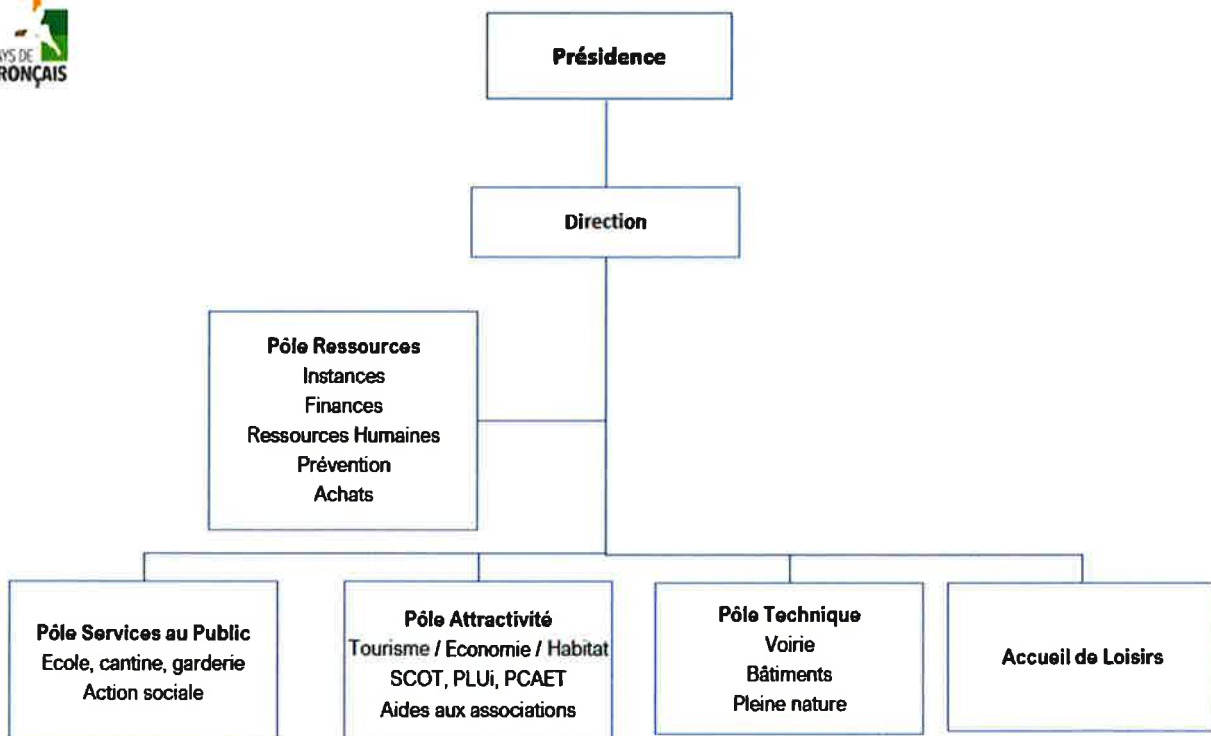 PAYS DE
TRONÇAIS
Présidence
Direction
Pôle Ressources
Instances
Finances
Ressources Humaines
Prévention
Achats
Pôle Services au Public
Ecole, cantine, garderie
Action sociale
Pôle Attractivité
Tourisme / Economie / Habitat
SCOT, PLUi, PCAET
Aides aux associations
Pôle Technique
Voirie
Bâtiments
Pleine nature
Accueil de Loisirs